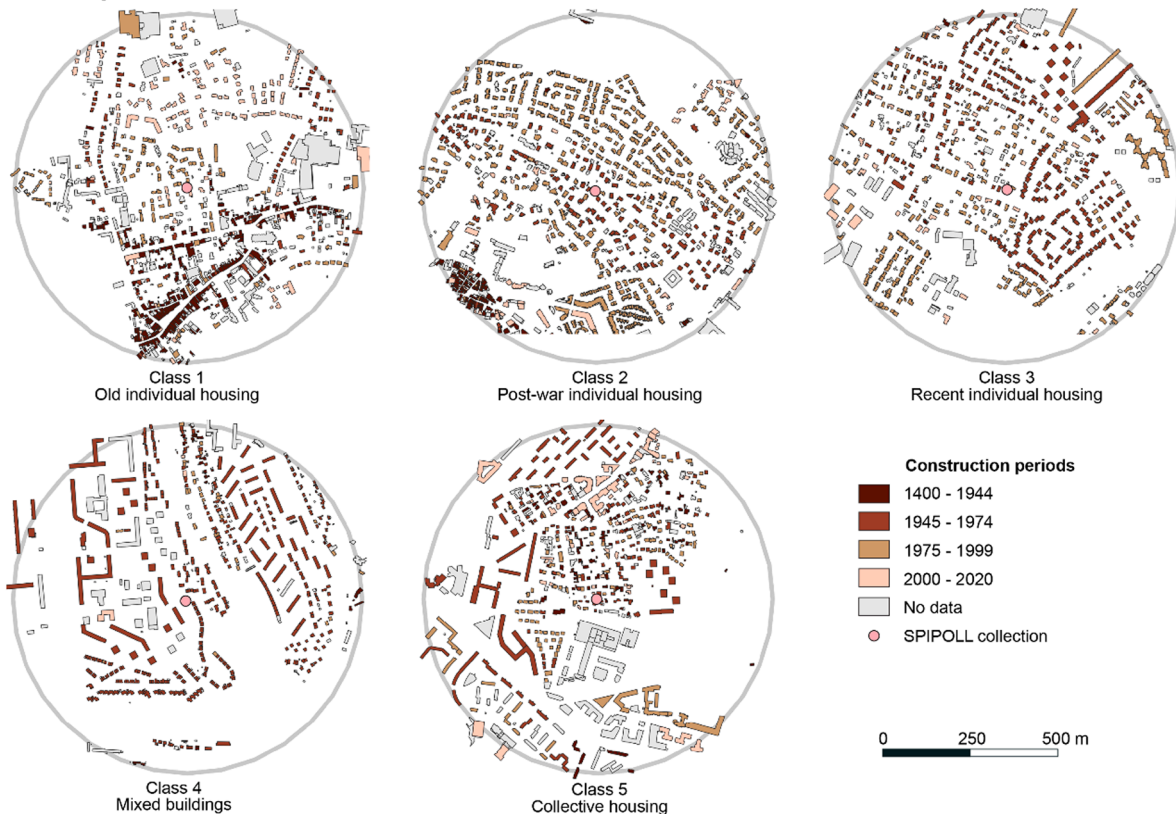 Class 1
Old individual housing
Class 2
Post-war individual housing
Class 3
Recent individual housing
Class 4
Mixed buildings
Class 5
Collective housing
Construction periods
1400 - 1944
1945 - 1974
1975 - 1999
2000 - 2020
No data
SPIPOLL collection
0 250 500 m